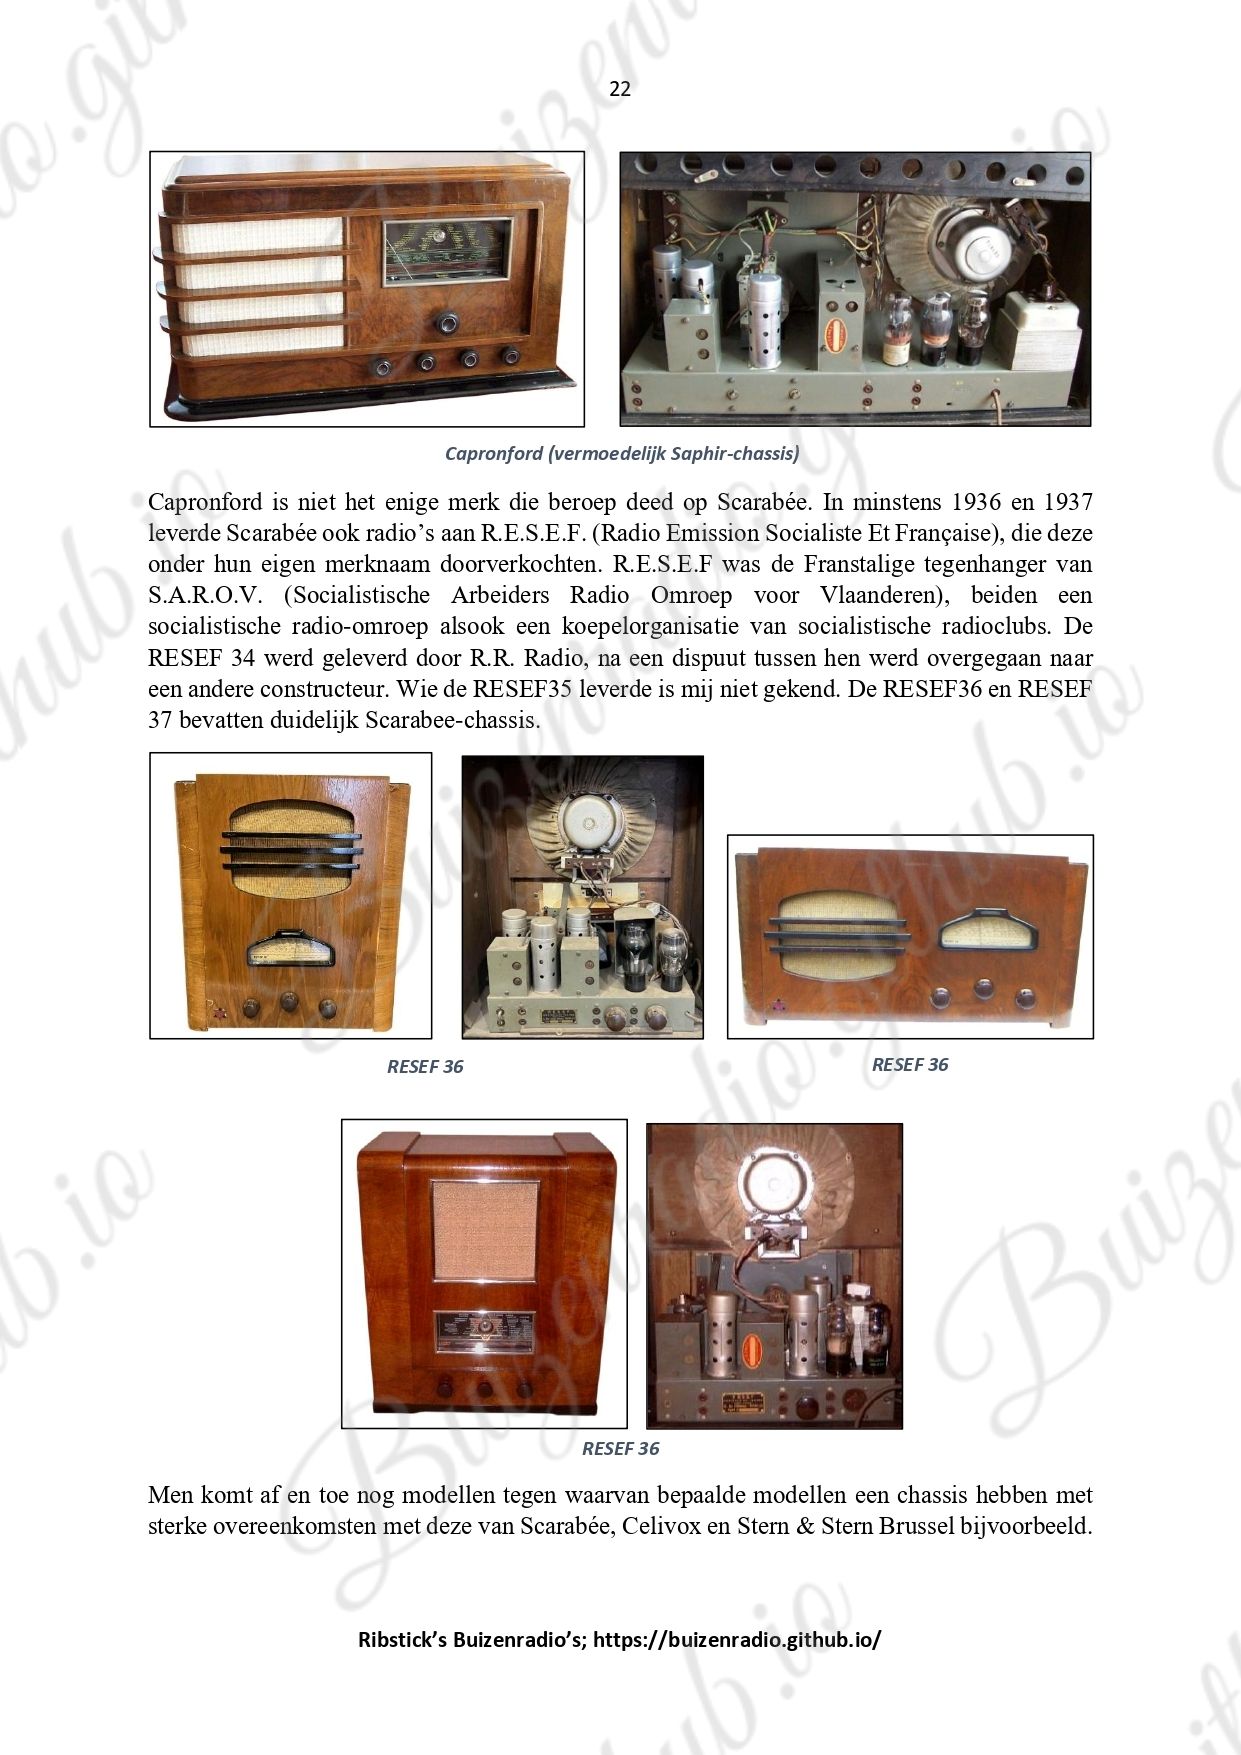 22
Capronford (vermoedelijk Saphir-chassis)
Capronford is niet het enige merk die beroep deed op Scarabée. In minstens 1936 en 1937
leverde Scarabée ook radio’s aan R.E.S.E.F. (Radio Emission Socialiste Et Française), die deze
onder hun eigen merknaam doorverkochten. R.E.S.E.F was de Franstalige tegenhanger van
S.A.R.O.V. (Socialistische Arbeiders Radio Omroep voor Vlaanderen), beiden een
socialistische radio-omroep alsook een koepelorganisatie van socialistische radioclubs. De
RESEF 34 werd geleverd door R.R. Radio, na een dispuut tussen hen werd overgegaan naar
een andere constructeur. Wie de RESEF35 leverde is mij niet gekend. De RESEF36 en RESEF
37 bevatten duidelijk Scarabee-chassis.
RESEF 36
RESEF 36
RESEF 36
Men komt af en toe nog modellen tegen waarvan bepaalde modellen een chassis hebben met
sterke overeenkomsten met deze van Scarabée, Celivox en Stern & Stern Brussel bijvoorbeeld.
Ribstick’s Buizenradio’s; https://buizenradio.github.io/
Buizenradio.github.io